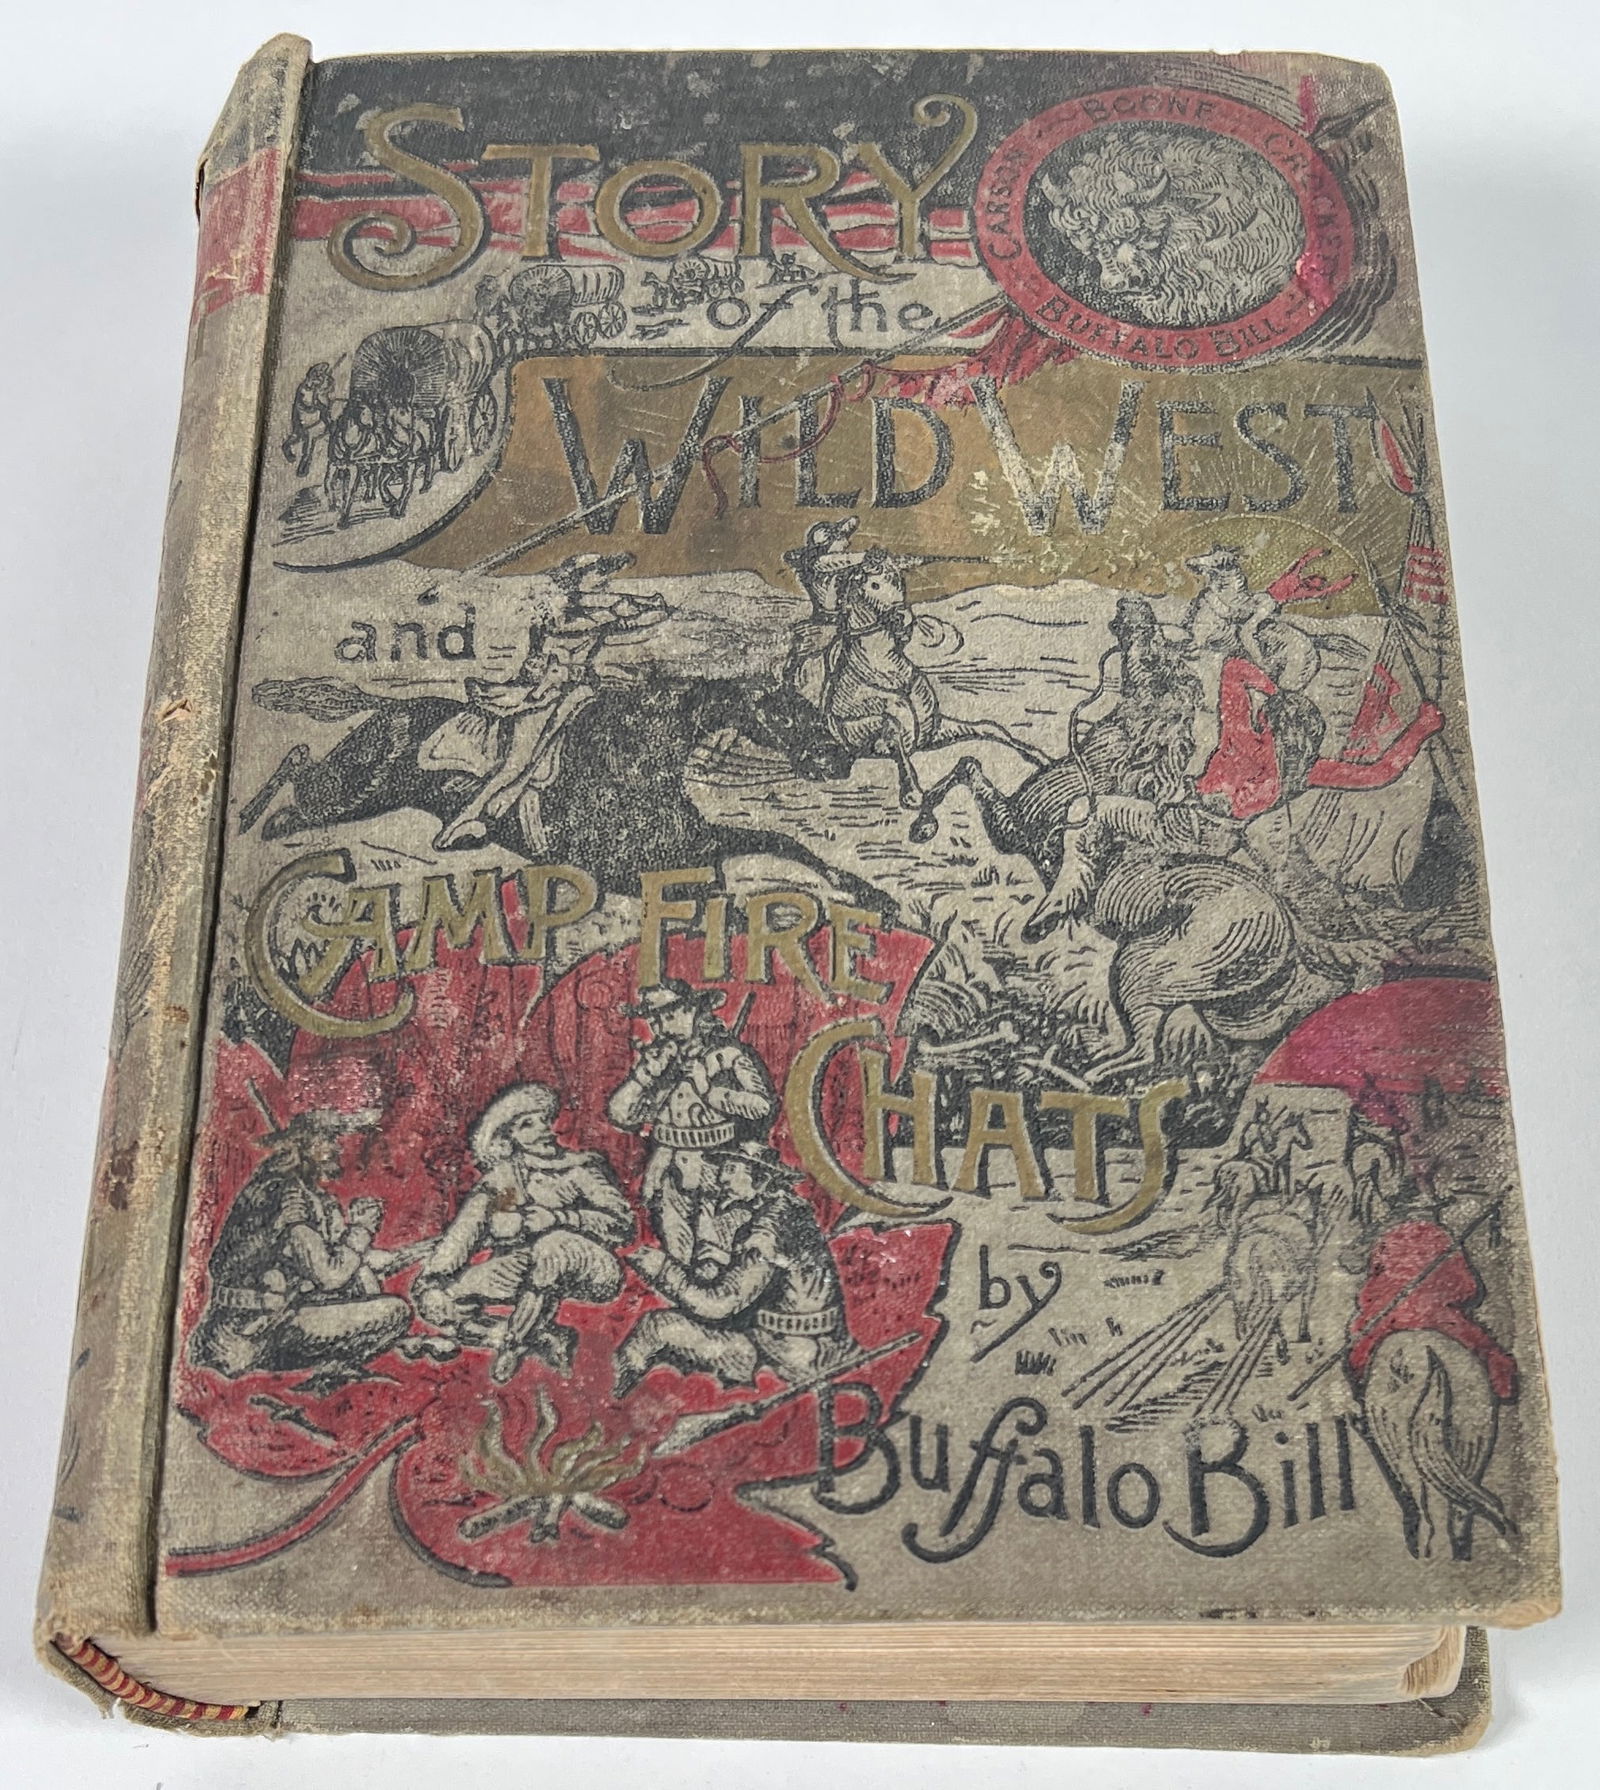 STORY
BOONE
CROCKETT
CARSON
BUFFALO BILL
of the
WILD WEST
and
CAMP FIRE
CHATS
by
Buffalo Bill